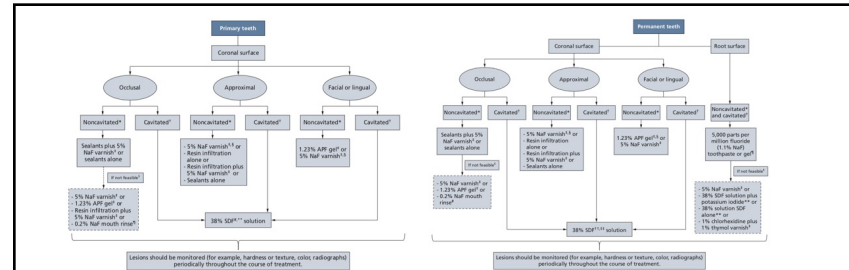 Primary teeth
Coronal surface
Occlusal
Approximal
Facial or lingual
Noncavitated*
Cavitated†
Noncavitated*
Cavitated†
Noncavitated*
Cavitated†
Sealants plus 5%
NaF varnish‡ or
sealants alone
If not feasible
- 5% NaF varnish‡ or
- 1.23% APF gel or
- Resin infiltration
plus
5% NaF varnish‡ or
- 0.2% NaF mouth rinse
- 5% NaF varnish or
- Resin infiltration
alone or
- Resin infiltration plus
5% NaF varnish or
- Sealants alone
1.23% APF gel or
5% NaF varnish
38% SDF solution
Lesions should be monitored (for example, hardness or texture, color, radiographs)
periodically throughout the course of treatment.
Permanent teeth
Coronal surface
Root surface
Occlusal
Approximal
Facial or lingual
Noncavitated*
Cavitated†
Noncavitated*
Cavitated†
Noncavitated*
Cavitated†
Noncavitated*
and cavitated†
Sealants plus 5%
NaF varnish‡ or
sealants alone
If not feasible
- 5% NaF varnish‡ or
- 1.23% APF gel or
- 0.2% NaF mouth
rinse
- 5% NaF varnish or
- Resin infiltration
alone or
- Resin infiltration plus
5% NaF varnish or
- Sealants alone
1.23% APF gel or
5% NaF varnish
5,000 parts per
million fluoride
(1.1% NaF)
toothpaste or gel
If not feasible
- 5% NaF varnish‡ or
- 38% SDF solution plus
potassium iodide** or
- 38% solution SDF
alone** or
- 1% chlorhexidine plus
1% thymol varnish
38% SDF solution
Lesions should be monitored (for example, hardness or texture, color, radiographs)
periodically throughout the course of treatment.